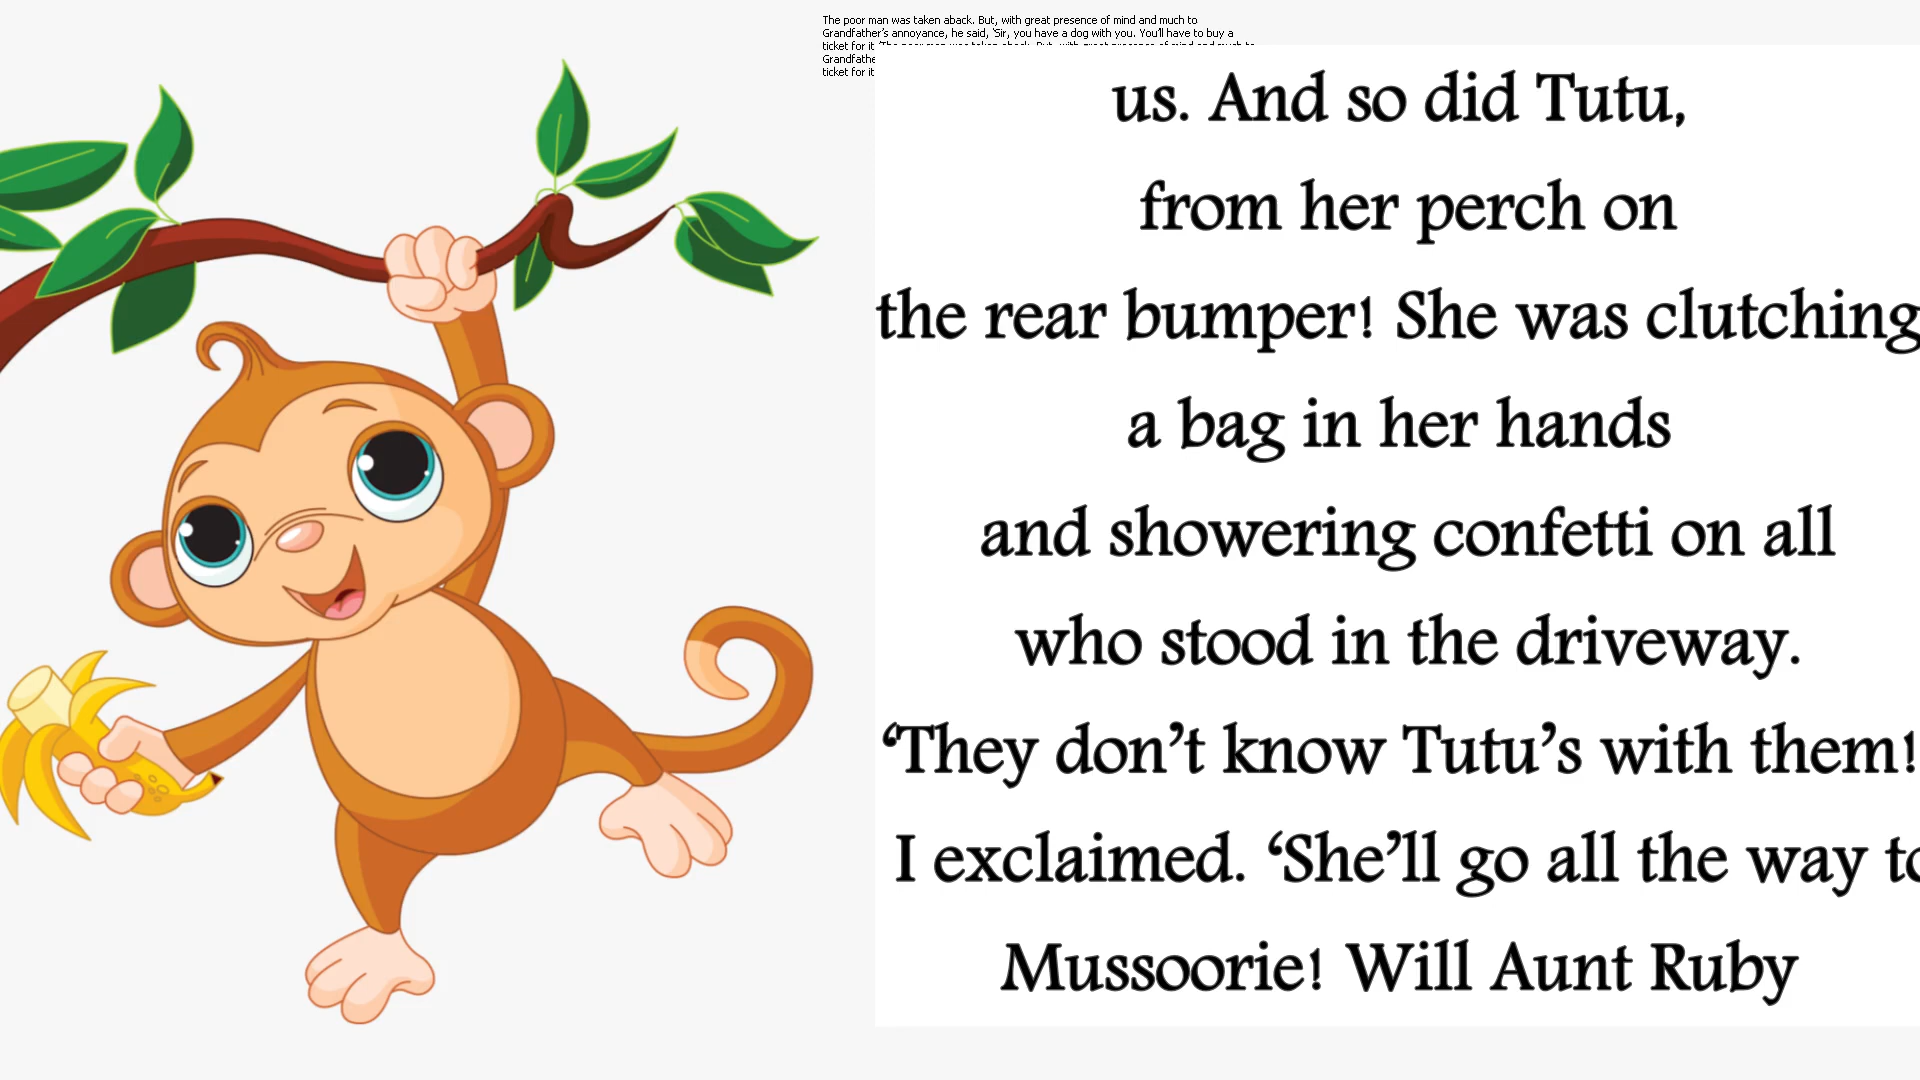 The poor man was taken aback. But, with great presence of mind and much to
Grandfather's annoyance, he said, 'Sir, you have a dog with you. You'll have to buy a
ticket for it
ticket for it
us. And so did Tutu,
from her perch on
the rear bumper! She was clutching
a bag in her hands
and showering confetti on all
who stood in the driveway.
‘They don’t know Tutu’s with them!
I exclaimed. ‘She’ll go all the way to
Mussoorie! Will Aunt Ruby